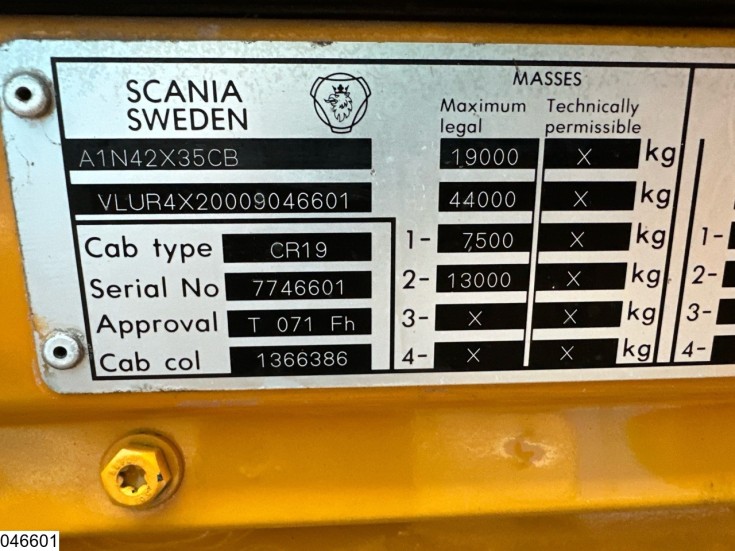 SCANIA
SWEDEN
MASSES
Maximum legal
Technically permissible
A1N42X35CB
19000 X kg
VLUR4X20009046601
44000 X kg
Cab type CR19
1- 7500 X kg
1-
Serial No 7746601
2- 13000 X kg
2-
Approval T 071 Fh
3- X X kg
3-
Cab col 1366386
4- X X kg
4-
046601